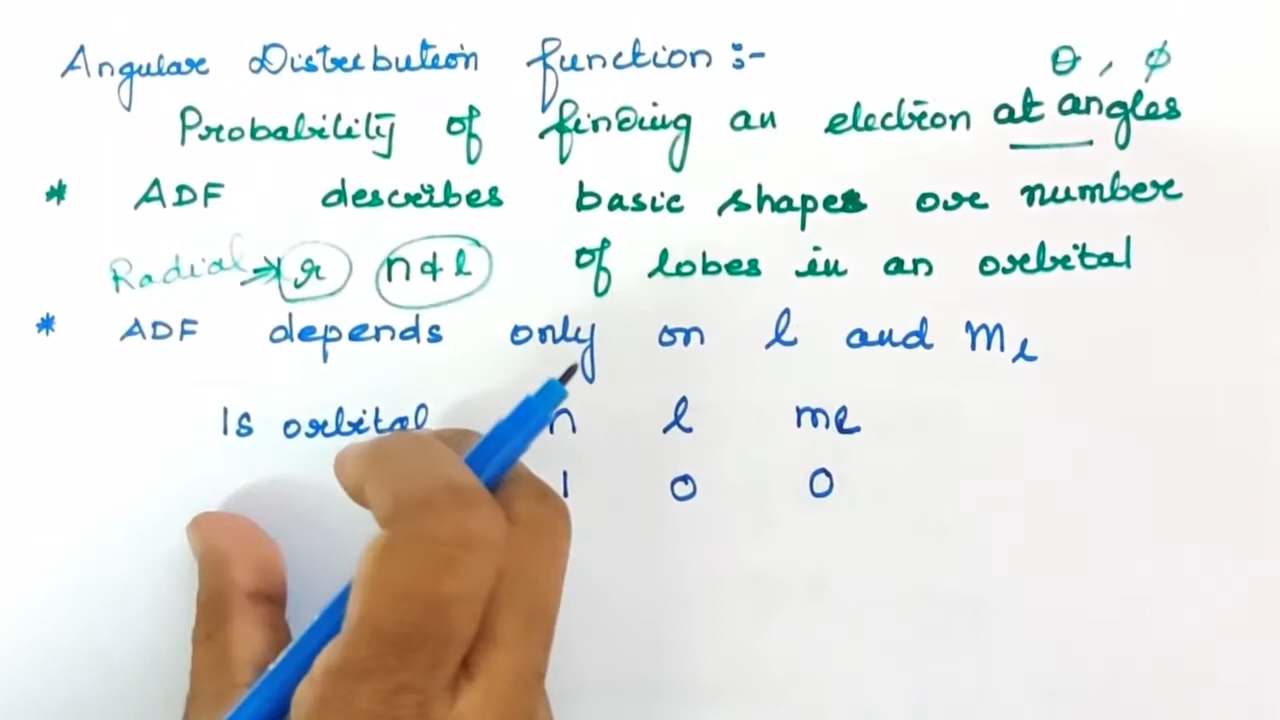 Angular Distribution function :-
θ, φ
Probability of finding an electron at angles
* ADF describes basic shapes or number
Radial → r n & l of lobes in an orbital
* ADF depends only on l and ml
1s orbital n l ml
1 0 0